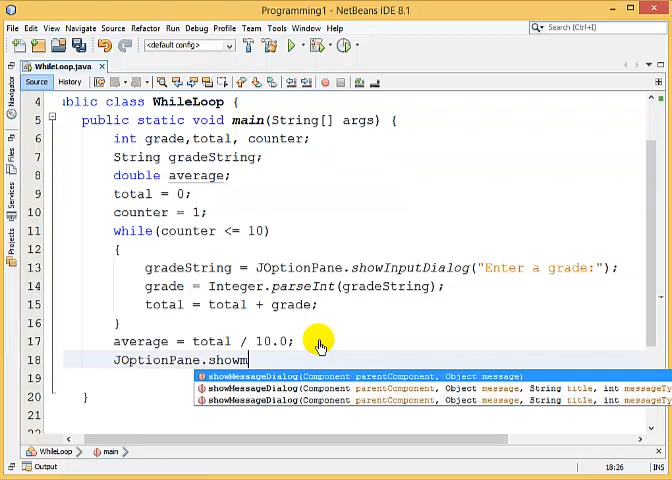 Programming1 - NetBeans IDE 8.1
File Edit View Navigate Source Refactor Run Debug Profile Team Tools Window Help
Search (Ctrl+I)
<default config>
WhileLoop.java
Source History
Navigator
Files
Services
Projects
4 ublic class WhileLoop {
5 public static void main(String[] args) {
6 int grade,total, counter;
7 String gradeString;
8 double average;
9 total = 0;
10 counter = 1;
11 while(counter <= 10)
12 {
13 gradeString = JOptionPane.showInputDialog("Enter a grade:");
14 grade = Integer.parseInt(gradeString);
15 total = total + grade;
16 }
17 average = total / 10.0;
18 JOptionPane.showm
showMessageDialog(Component parentComponent, Object message)
19 showMessageDialog(Component parentComponent, Object message, String title, int messageTy
showMessageDialog(Component parentComponent, Object message, String title, int messageTy
20 }
21
WhileLoop main
Output
18:26 INS